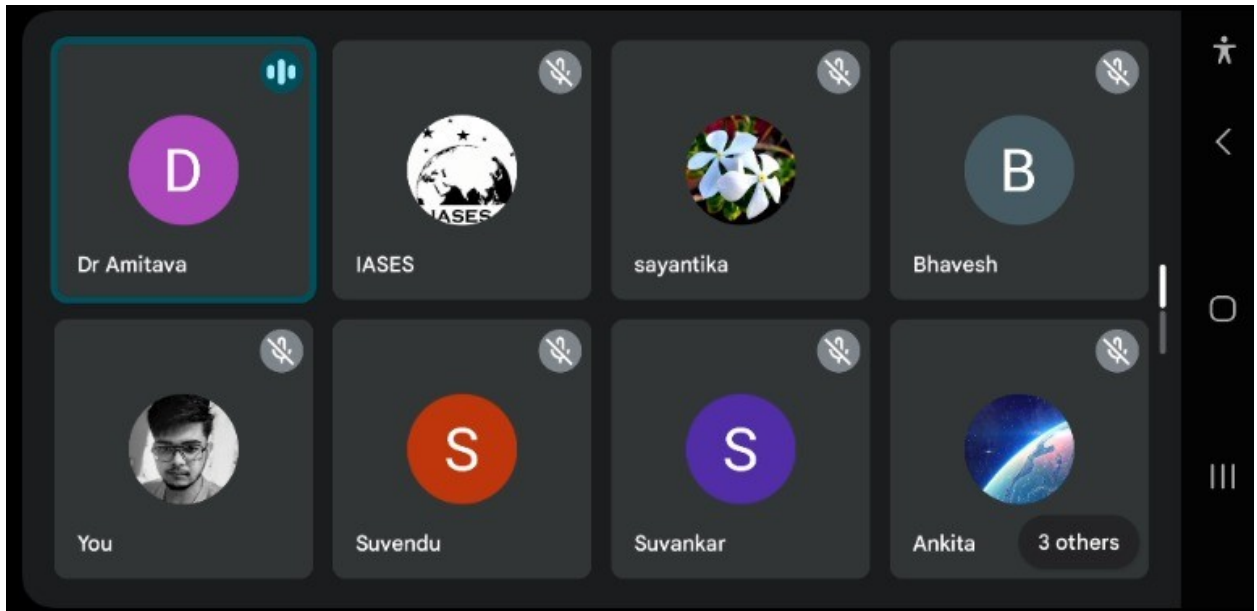 D
Dr Amitava
IASES
IASES
sayantika
B
Bhavesh
You
S
Suvendu
S
Suvankar
Ankita
3 others